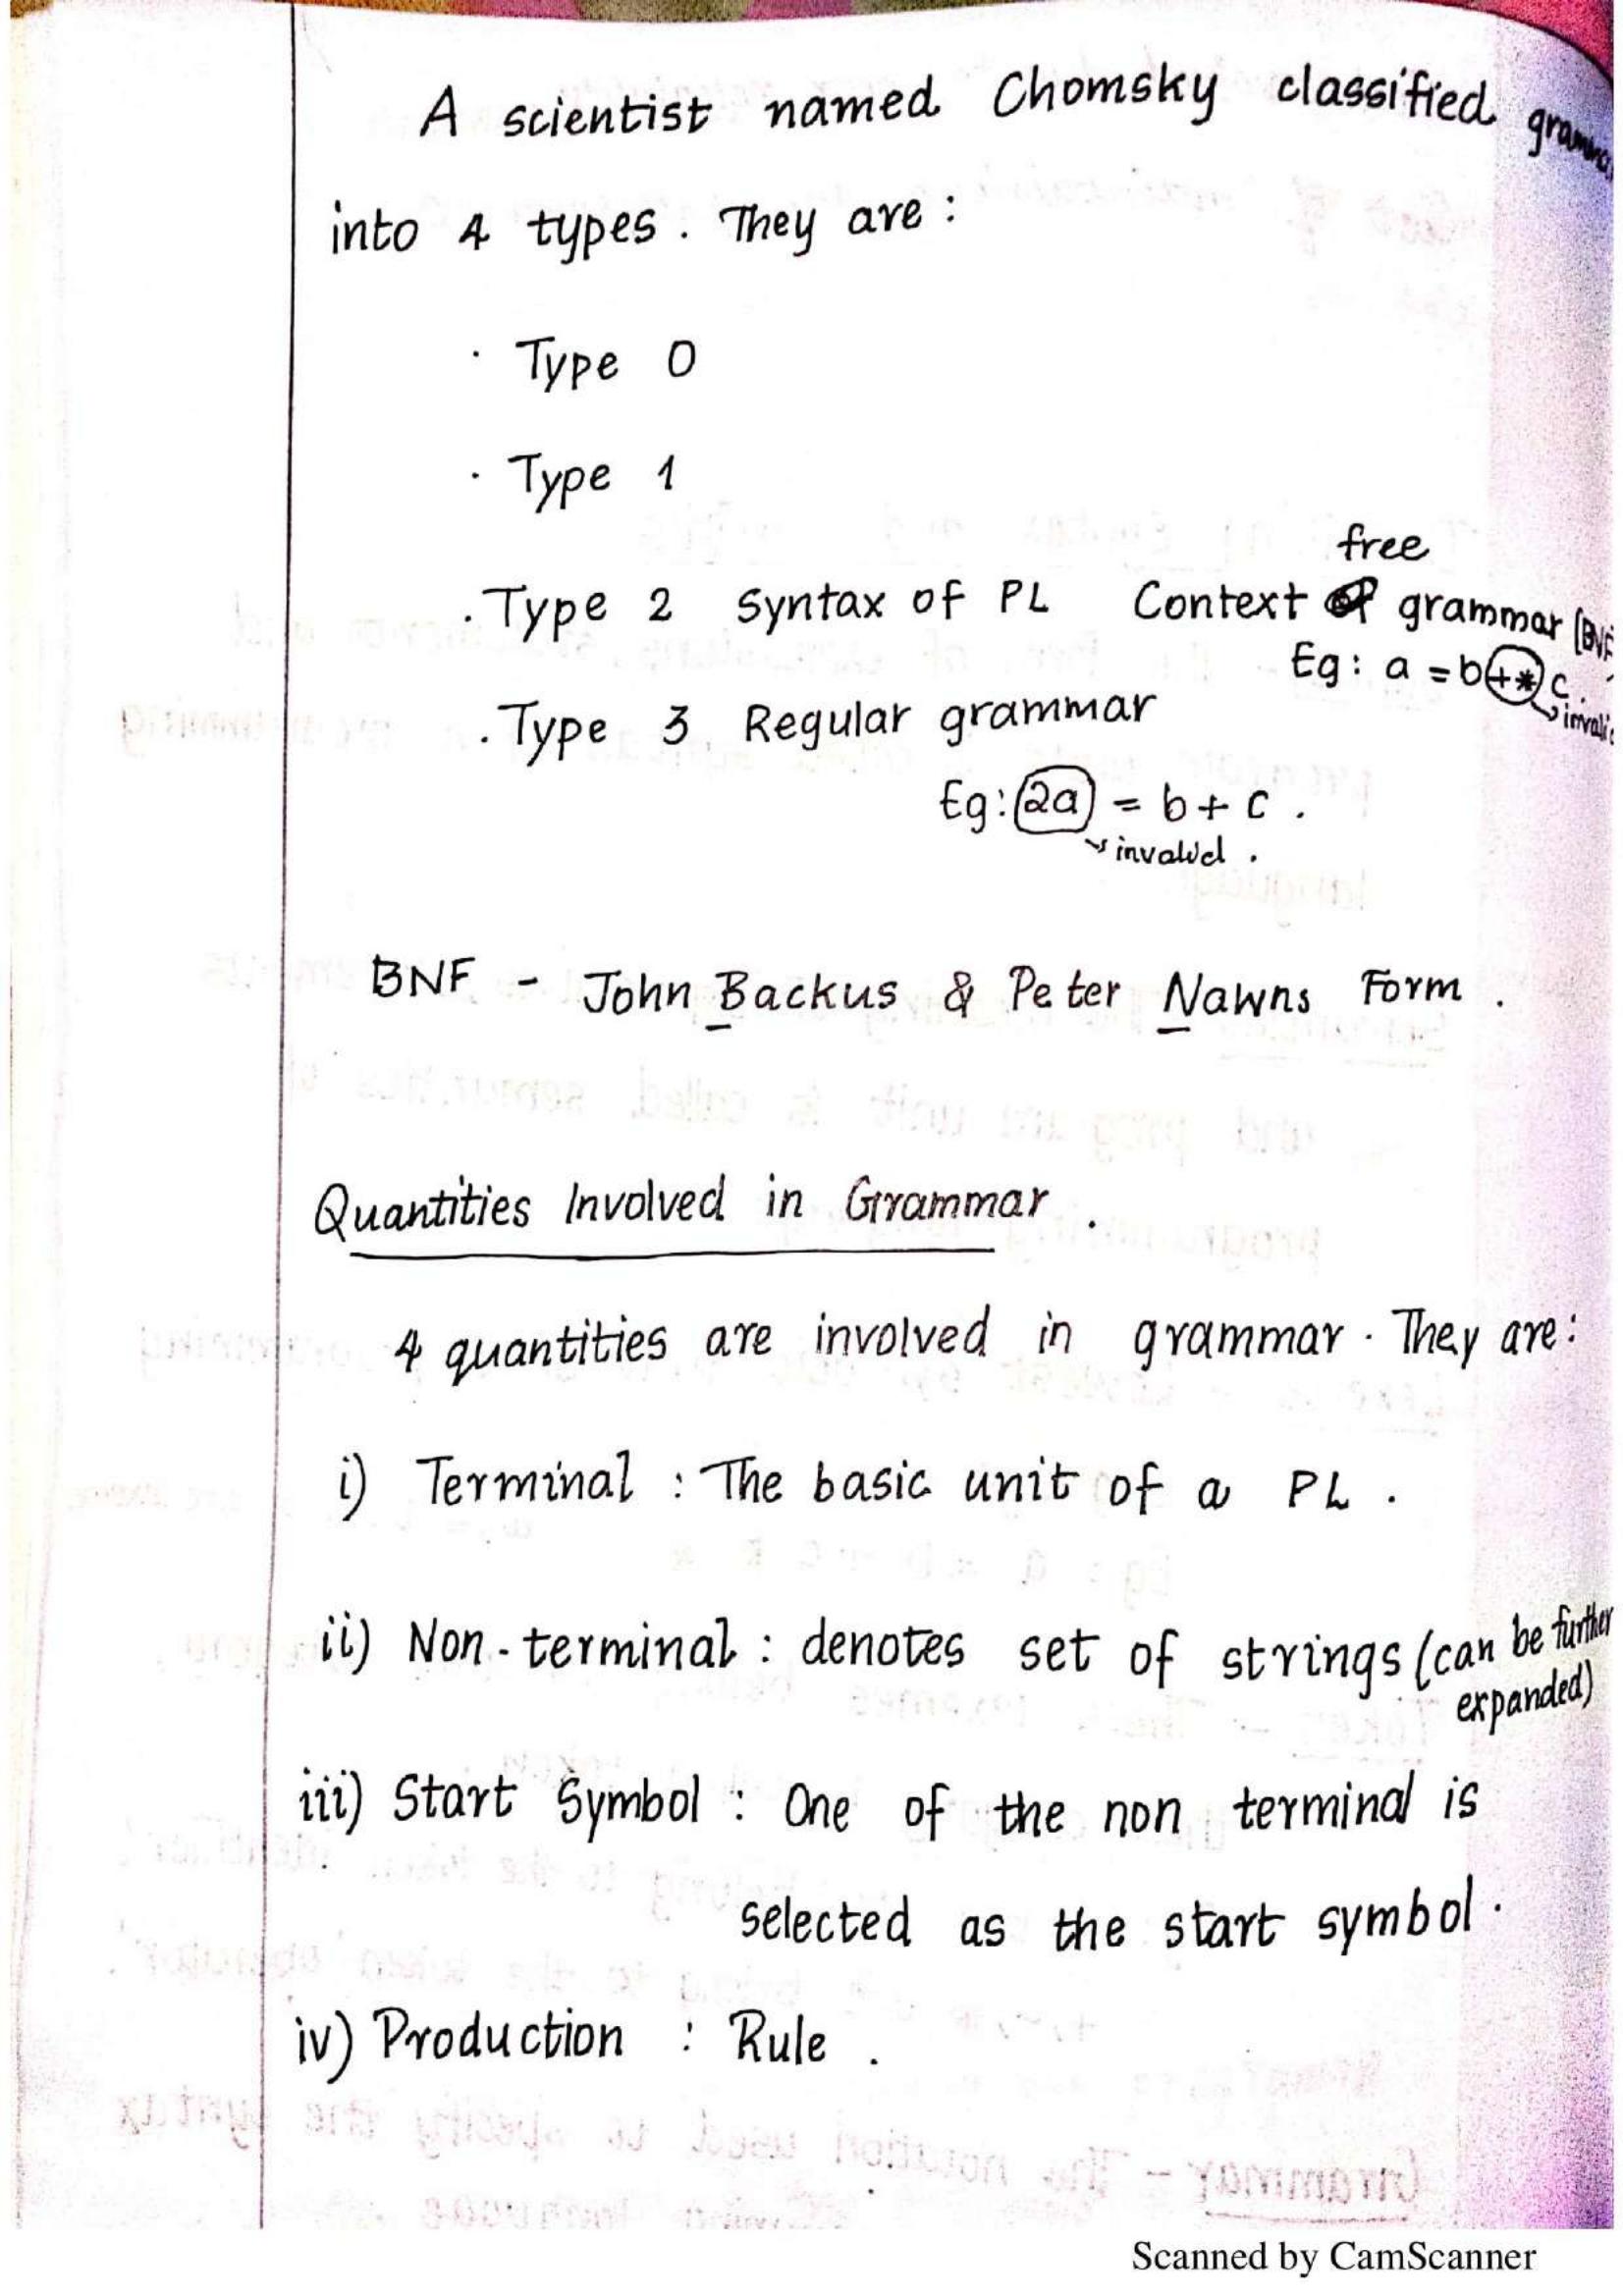 A scientist named Chomsky classified
into 4 types. They are :
· Type 0
· Type 1
free
· Type 2 Syntax of PL Context grammar (BNF
Eg : a = b +* c.
· Type 3 Regular grammar
Eg : 2a = b + c .
invalid .
BNF - John Backus & Peter Nawns Form .
Quantities Involved in Grammar .
4 quantities are involved in grammar . They are :
i) Terminal : The basic unit of a PL .
ii) Non-terminal : denotes set of strings (can be further
expanded)
iii) Start Symbol : One of the non terminal is
selected as the start symbol .
iv) Production : Rule .
Scanned by CamScanner